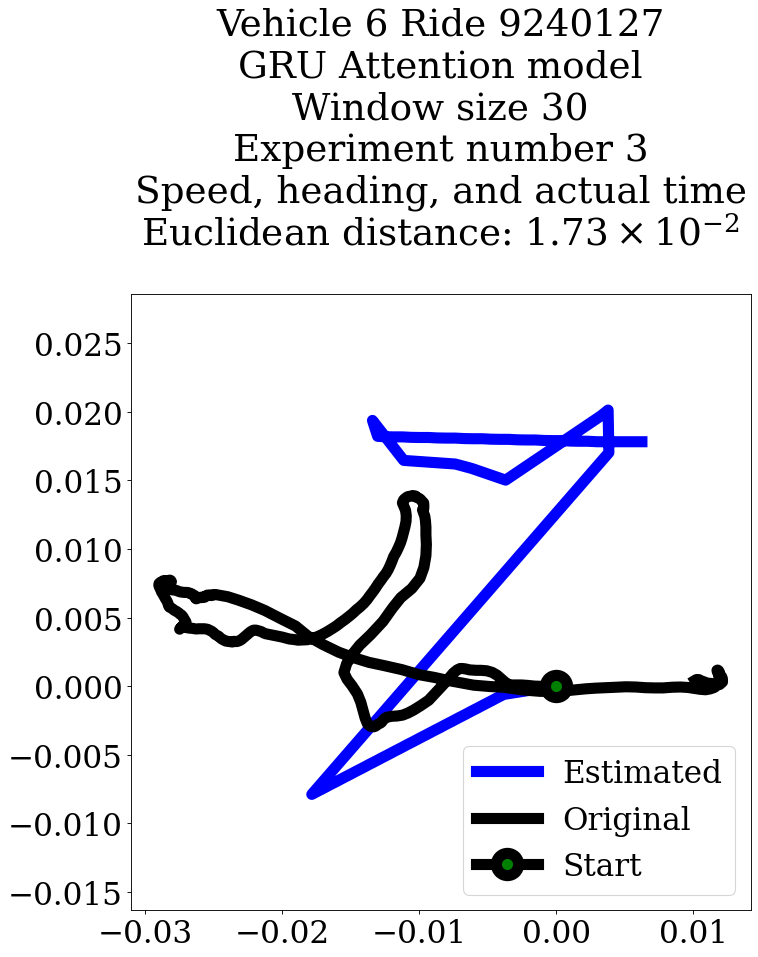 Vehicle 6 Ride 9240127
GRU Attention model
Window size 30
Experiment number 3
Speed, heading, and actual time
Euclidean distance: 1.73 × 10⁻²
0.025
0.020
0.015
0.010
0.005
0.000
−0.005
−0.010
−0.015
Estimated
Original
Start
−0.03 −0.02 −0.01 0.00 0.01